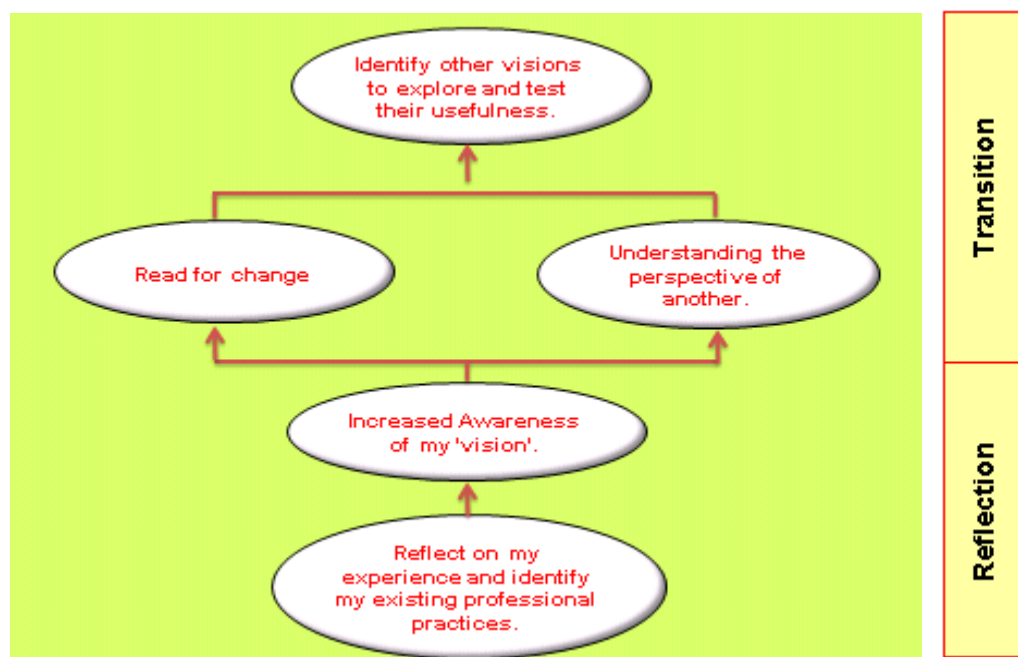 Identify other visions
to explore and test
their usefulness.
Transition
Read for change
Understanding the
perspective of
another.
Increased Awareness
of my 'vision'.
Reflection
Reflect on my
experience and identify
my existing professional
practices.